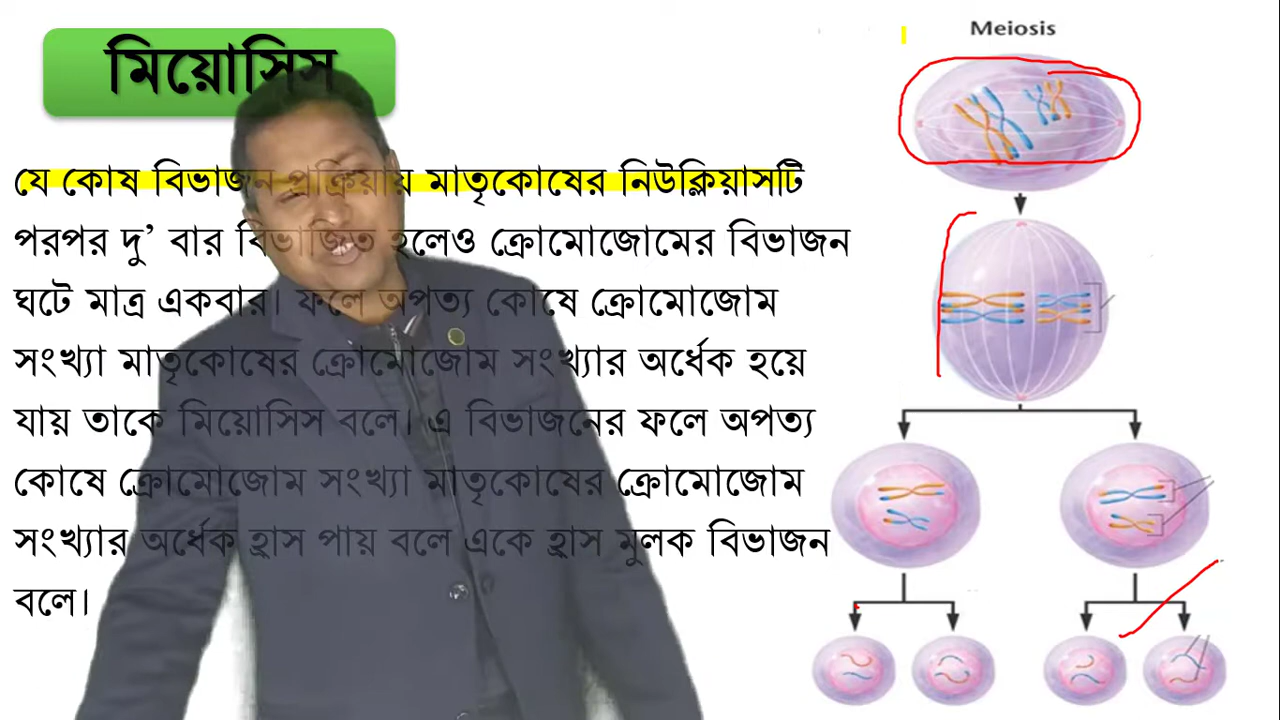 মিয়োসিস
Meiosis
যে কোষ বিভাজন প্রক্রিয়ায় মাতৃকোষের নিউক্লিয়াসটি
পরপর দু’ বার বিভাজিত হলেও ক্রোমোজোমের বিভাজন
ঘটে মাত্র একবার। ফলে অপত্য কোষে ক্রোমোজোম
সংখ্যা মাতৃকোষের ক্রোমোজোম সংখ্যার অর্ধেক হয়ে
যায় তাকে মিয়োসিস বলে। এ বিভাজনের ফলে অপত্য
কোষে ক্রোমোজোম সংখ্যা মাতৃকোষের ক্রোমোজোম
সংখ্যার অর্ধেক হ্রাস পায় বলে একে হ্রাস মুলক বিভাজন
বলে।